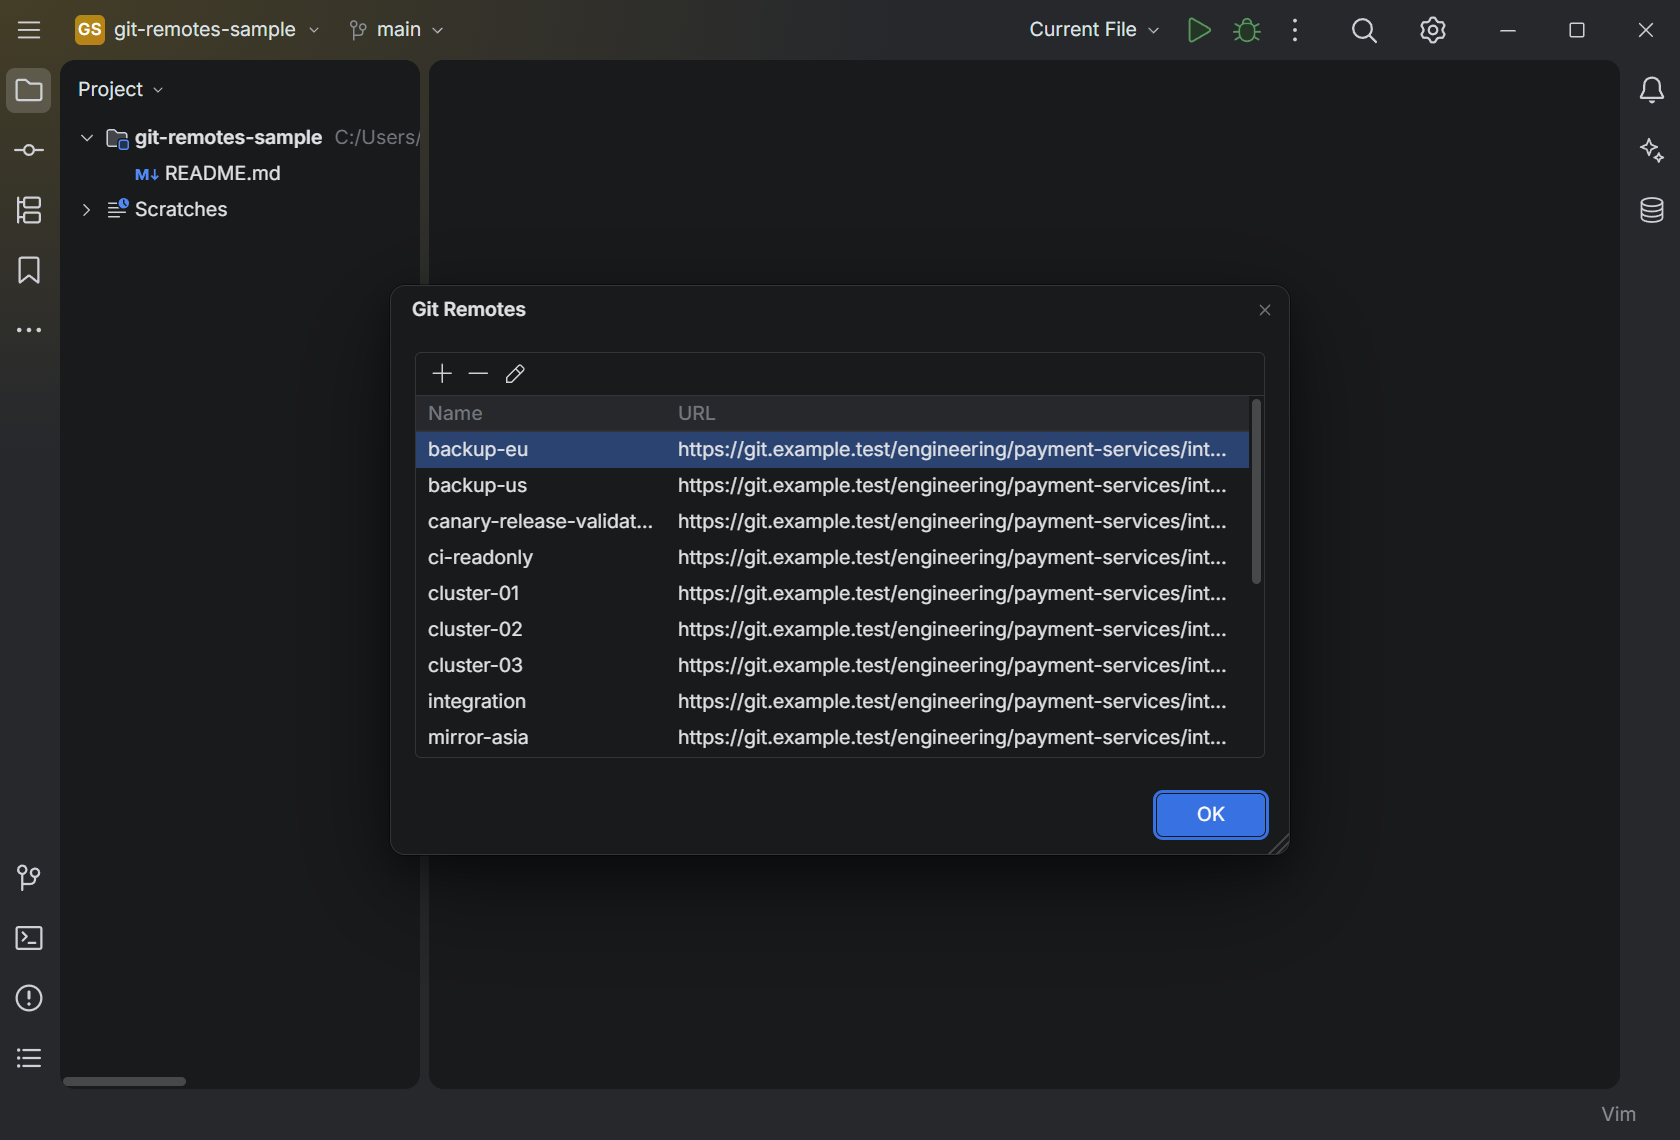 GS git-remotes-sample main Current File
Project
git-remotes-sample C:/Users/
M↓ README.md
Scratches
Git Remotes
Name URL
backup-eu https://git.example.test/engineering/payment-services/int...
backup-us https://git.example.test/engineering/payment-services/int...
canary-release-validat... https://git.example.test/engineering/payment-services/int...
ci-readonly https://git.example.test/engineering/payment-services/int...
cluster-01 https://git.example.test/engineering/payment-services/int...
cluster-02 https://git.example.test/engineering/payment-services/int...
cluster-03 https://git.example.test/engineering/payment-services/int...
integration https://git.example.test/engineering/payment-services/int...
mirror-asia https://git.example.test/engineering/payment-services/int...
OK
Vim